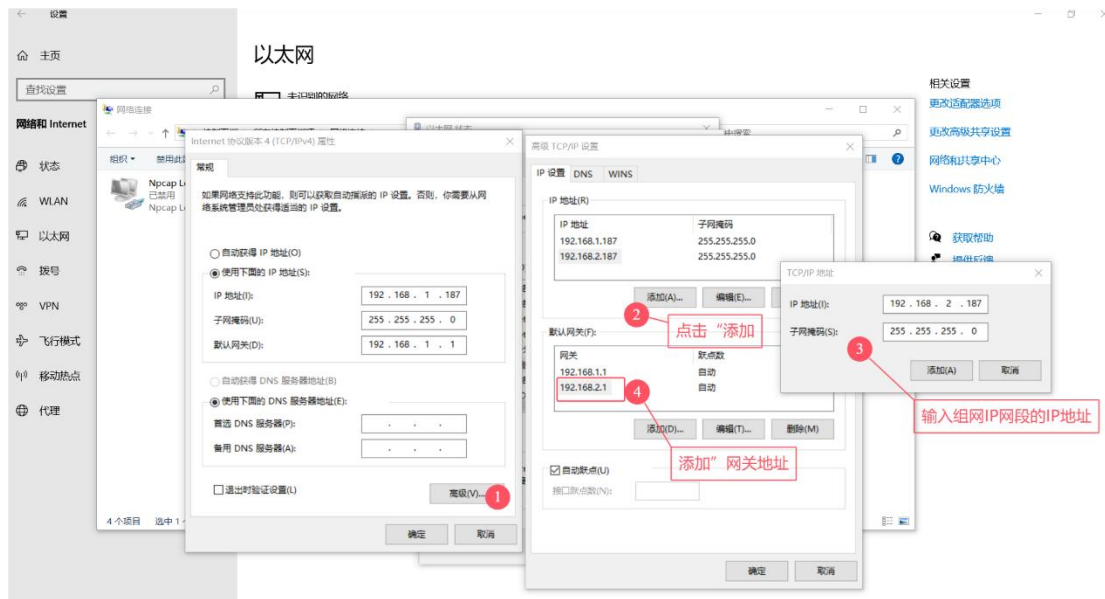 设置
主页
查找设置
网络和 Internet
状态
WLAN
以太网
拨号
VPN
飞行模式
移动热点
代理
以太网
未识别的网络
相关设置
更改适配器选项
更改高级共享设置
网络和共享中心
Windows 防火墙
获取帮助
提供反馈
网络连接
组织
禁用此
Npcap L
已禁用
Npcap L
4 个项目
以太网 状态
Internet 协议版本 4 (TCP/IPv4) 属性
常规
如果网络支持此功能，则可以获取自动指派的 IP 设置。否则，你需要从网
络系统管理员处获得适当的 IP 设置。
自动获得 IP 地址(O)
使用下面的 IP 地址(S):
IP 地址(I): 192 . 168 . 1 . 187
子网掩码(U): 255 . 255 . 255 . 0
默认网关(D): 192 . 168 . 1 . 1
自动获得 DNS 服务器地址(B)
使用下面的 DNS 服务器地址(E):
首选 DNS 服务器(P): . . .
备用 DNS 服务器(A): . . .
退出时验证设置(L)
高级(V)...
1
确定 取消
高级 TCP/IP 设置
IP 设置 DNS WINS
IP 地址(R)
IP 地址 子网掩码
192.168.1.187 255.255.255.0
192.168.2.187 255.255.255.0
添加(A)... 编辑(E)...
2
点击“添加
默认网关(F):
网关 跃点数
192.168.1.1 自动
192.168.2.1 自动
4
添加(D)... 编辑(T)... 删除(M)
添加”网关地址
自动跃点(U)
接口跃点数(N):
确定 取消
TCP/IP 地址
IP 地址(I): 192 . 168 . 2 . 187
子网掩码(S): 255 . 255 . 255 . 0
3
添加(A) 取消
输入组网IP网段的IP地址